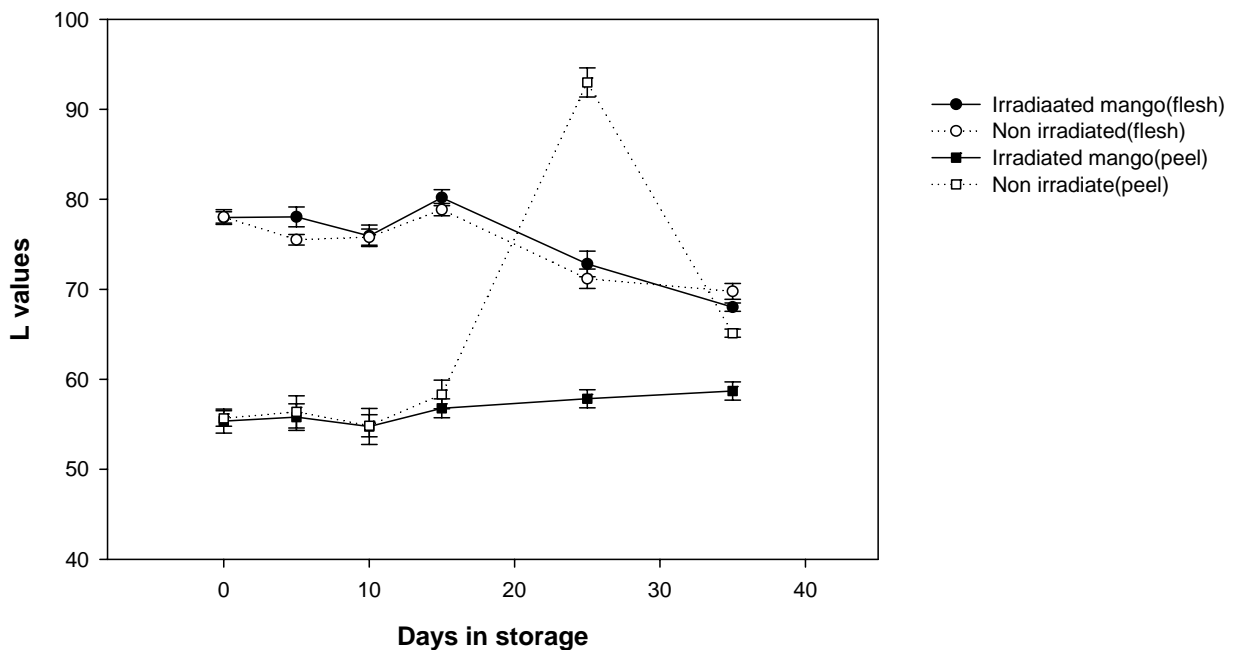 100
90
80
70
60
50
40
L values
0 10 20 30 40
Days in storage
Irradiaated mango(flesh)
Non irradiated(flesh)
Irradiated mango(peel)
Non irradiate(peel)